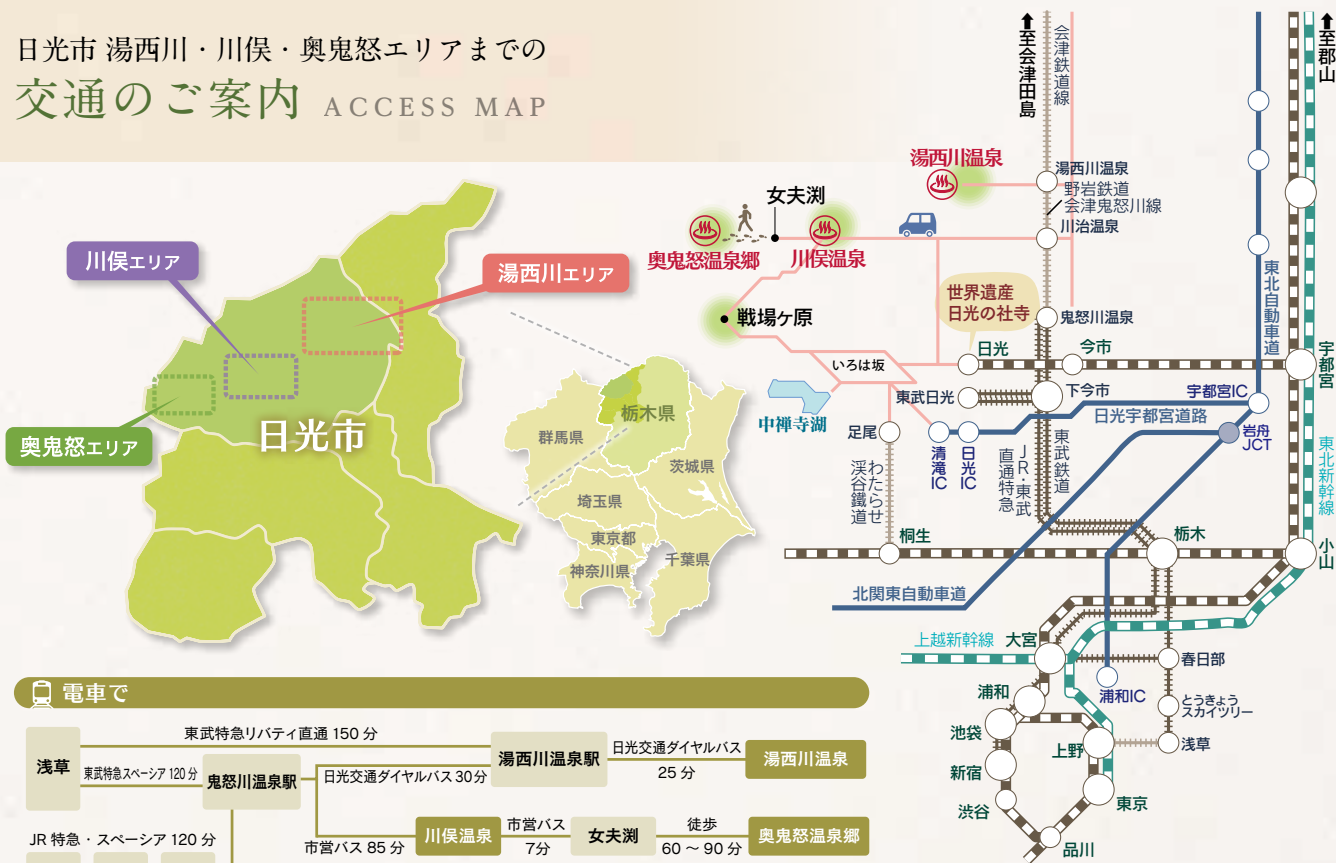 日光市 湯西川・川俣・奥鬼怒エリアまでの
交通のご案内 ACCESS MAP
川俣エリア
湯西川エリア
奥鬼怒エリア
日光市
栃木県
群馬県
茨城県
埼玉県
東京都
千葉県
神奈川県
至会津田島
会津鉄道線
至郡山
湯西川温泉
湯西川温泉
野岩鉄道
会津鬼怒川線
川治温泉
女夫渕
奥鬼怒温泉郷
川俣温泉
世界遺産
日光の社寺
鬼怒川温泉
戦場ヶ原
東北自動車道
日光
今市
宇都宮
いろは坂
東武日光
下今市
宇都宮IC
中禅寺湖
日光宇都宮道路
足尾
清滝IC
日光IC
岩舟
JCT
JR・東武
直通特急
東武鉄道
東北新幹線
わたらせ
渓谷鐵道
桐生
栃木
小山
北関東自動車道
上越新幹線
大宮
春日部
浦和
浦和IC
とうきょう
スカイツリー
池袋
上野
浅草
新宿
東京
渋谷
品川
電車で
東武特急リバティ直通 150 分
浅草
東武特急スペーシア 120 分
鬼怒川温泉駅
日光交通ダイヤルバス 30分
湯西川温泉駅
日光交通ダイヤルバス
25 分
湯西川温泉
JR 特急・スペーシア 120 分
市営バス 85 分
川俣温泉
市営バス
7分
女夫渕
徒歩
60 〜 90 分
奥鬼怒温泉郷